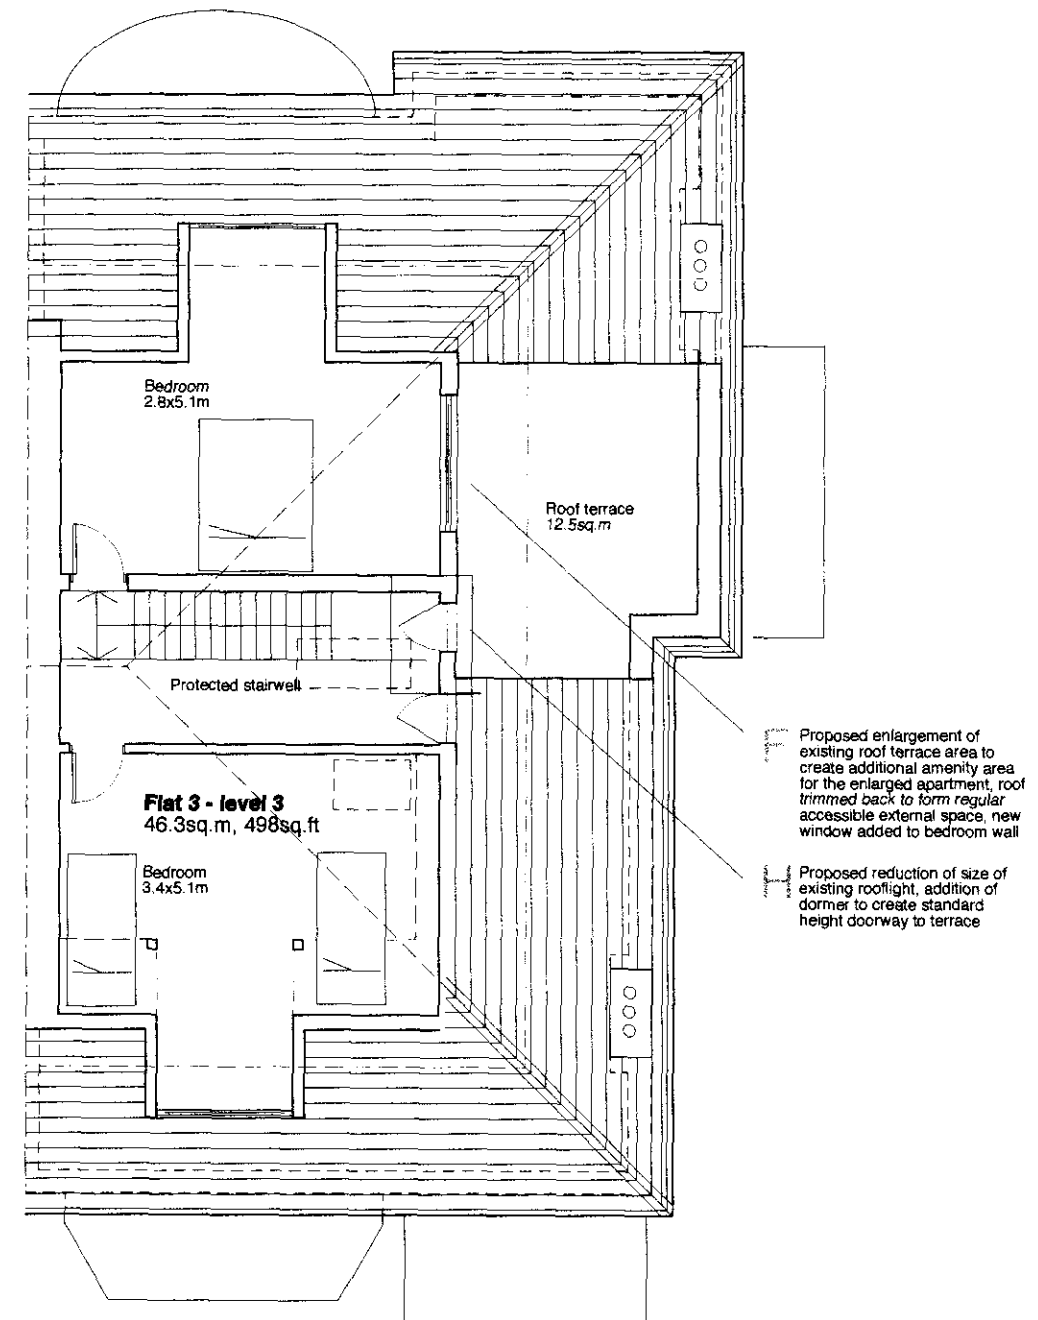 Bedroom
2.8x5.1m
Roof terrace
12.5sq.m
Protected stairwell
Flat 3 - level 3
46.3sq.m, 498sq.ft
Bedroom
3.4x5.1m
F
Proposed enlargement of
existing roof terrace area to
create additional amenity area
for the enlarged apartment, roof
trimmed back to form regular
accessible external space, new
window added to bedroom wall
H
Proposed reduction of size of
existing rooflight, addition of
dormer to create standard
height doorway to terrace